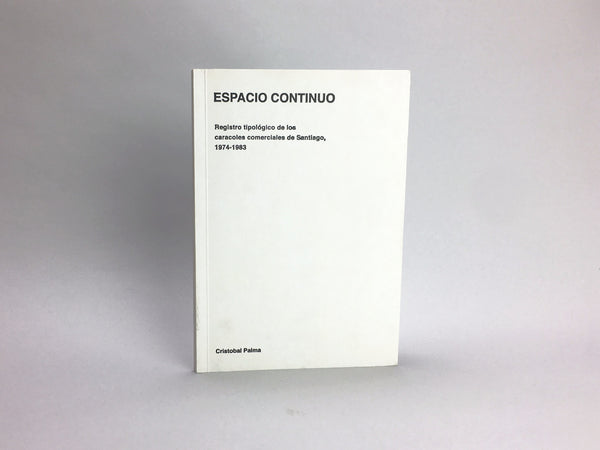 ESPACIO CONTINUO
Registro tipológico de los
caracoles comerciales de Santiago,
1974-1983
Cristobal Palma